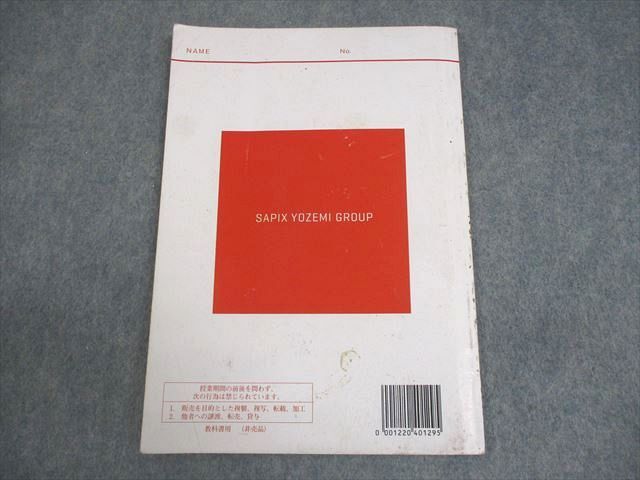 NAME No.
SAPIX YOZEMI GROUP
授業期間の前後を問わず、
次の行為は禁じられています。
1. 販売を目的とした複製、複写、転載、加工
2. 他者への譲渡、転売、貸与
教科書用 (非売品)
0 001220 401295